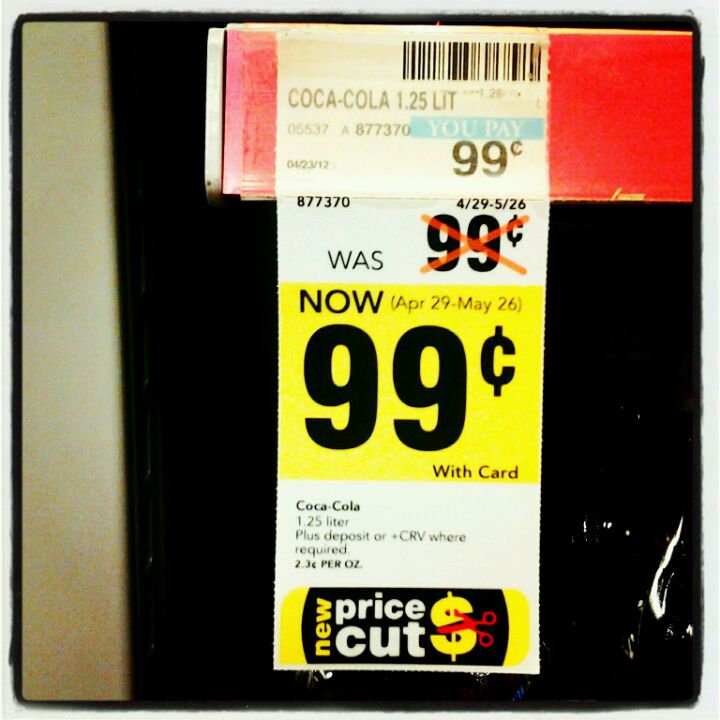 COCA-COLA 1.25 LIT
05537 A 877370 YOU PAY
99¢
04/23/12
877370 4/29-5/26
WAS 99¢
NOW (Apr 29-May 26)
99¢
With Card
Coca-Cola
1.25 liter
Plus deposit or +CRV where
required.
2.3¢ PER OZ.
new price
cut $